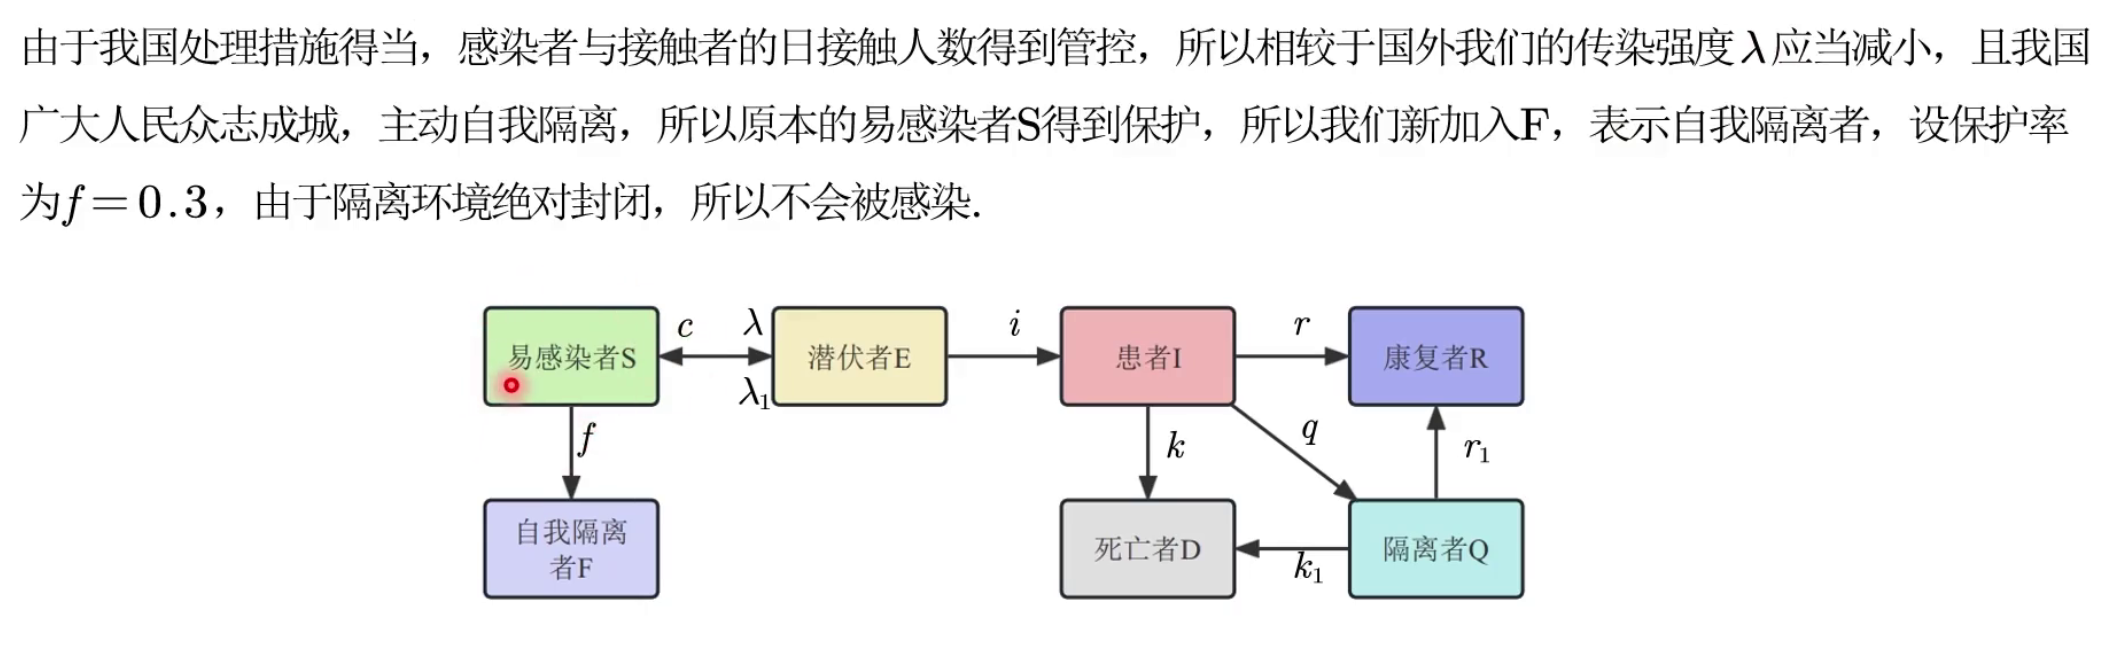 由于我国处理措施得当，感染者与接触者的日接触人数得到管控，所以相较于国外我们的传染强度λ应当减小，且我国
广大人民众志成城，主动自我隔离，所以原本的易感染者S得到保护，所以我们新加入F，表示自我隔离者，设保护率
为f=0.3，由于隔离环境绝对封闭，所以不会被感染.
c
λ
i
r
易感染者S
潜伏者E
患者I
康复者R
λ₁
f
k
q
r₁
自我隔离
者F
死亡者D
隔离者Q
k₁